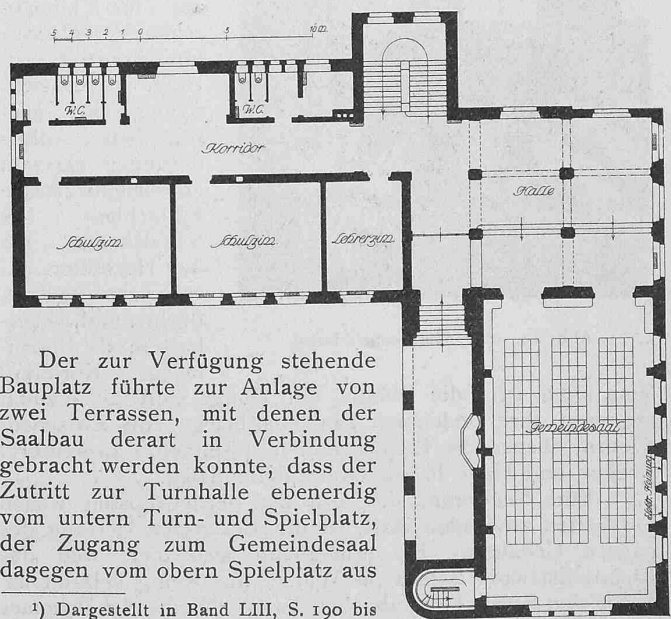 5 4 3 2 1 0 5 10 m.
W.C.
W.C.
Korridor
Halle
Schulzim.
Schulzim.
Lehrerzim.
Gemeindesaal
elektr. Heizung
Der zur Verfügung stehende
Bauplatz führte zur Anlage von
zwei Terrassen, mit denen der
Saalbau derart in Verbindung
gebracht werden konnte, dass der
Zutritt zur Turnhalle ebenerdig
vom untern Turn- und Spielplatz,
der Zugang zum Gemeindesaal
dagegen vom obern Spielplatz aus
¹) Dargestellt in Band LIII, S. 190 bis